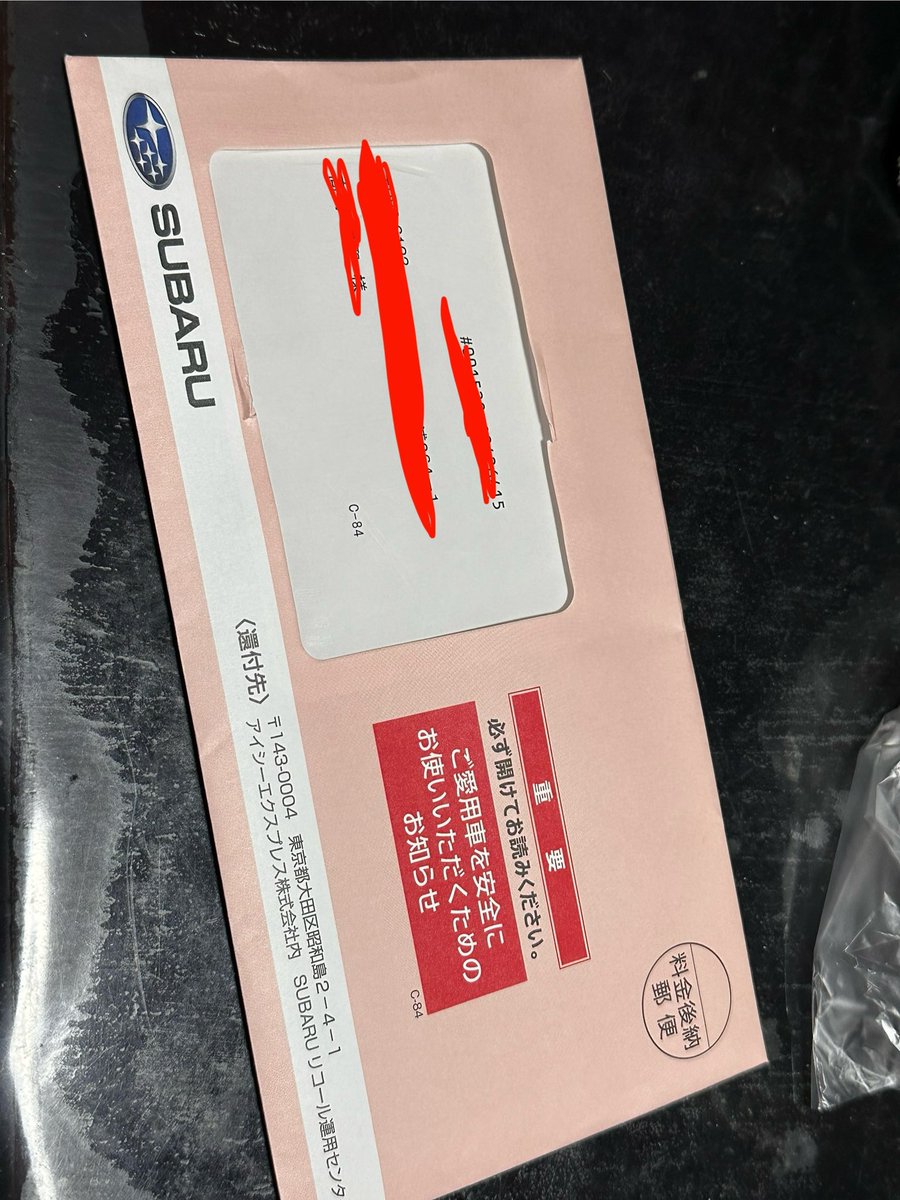 料金後納
郵便
様
C-84
重要
必ず開けてお読みください。
ご愛用車を安全に
お使いいただくための
お知らせ
C-84
SUBARU
〈還付先〉
〒143-0004 東京都大田区昭和島2-4-1
アイシーエクスプレス株式会社内 SUBARUリコール運用センタ